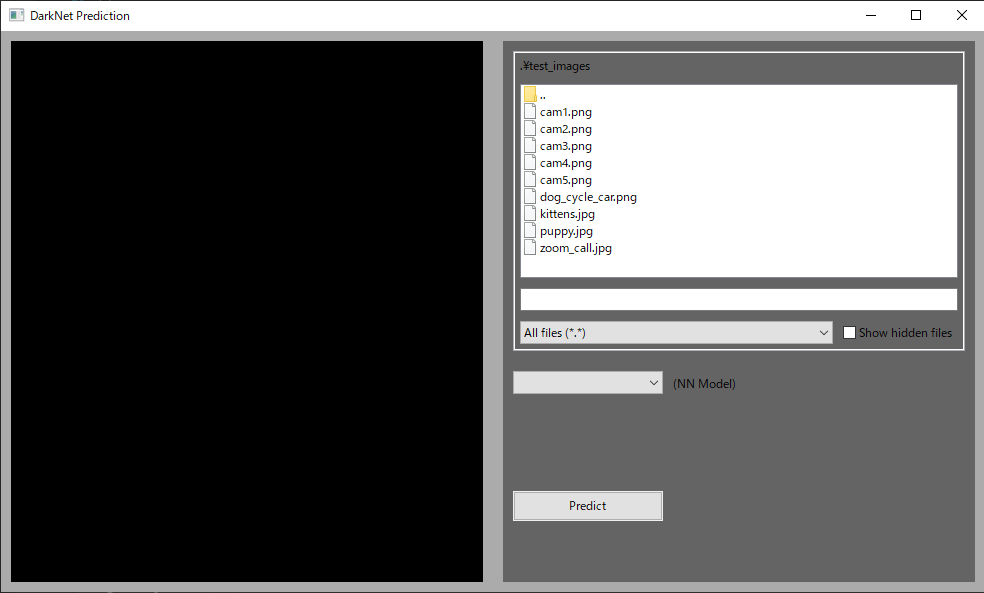 DarkNet Prediction
.¥test_images
..
cam1.png
cam2.png
cam3.png
cam4.png
cam5.png
dog_cycle_car.png
kittens.jpg
puppy.jpg
zoom_call.jpg
All files (*.*)
Show hidden files
(NN Model)
Predict